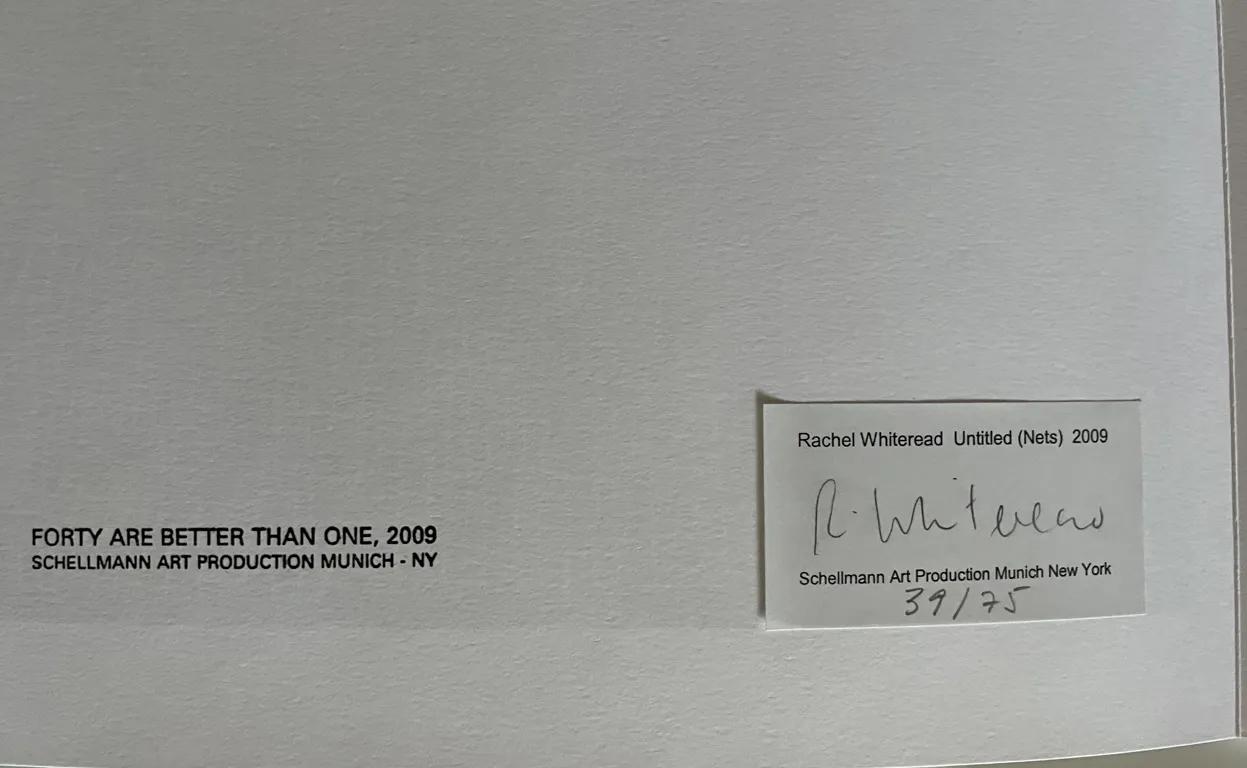 FORTY ARE BETTER THAN ONE, 2009
SCHELLMANN ART PRODUCTION MUNICH - NY
Rachel Whiteread Untitled (Nets) 2009
R. Whiteread
Schellmann Art Production Munich New York
39/75